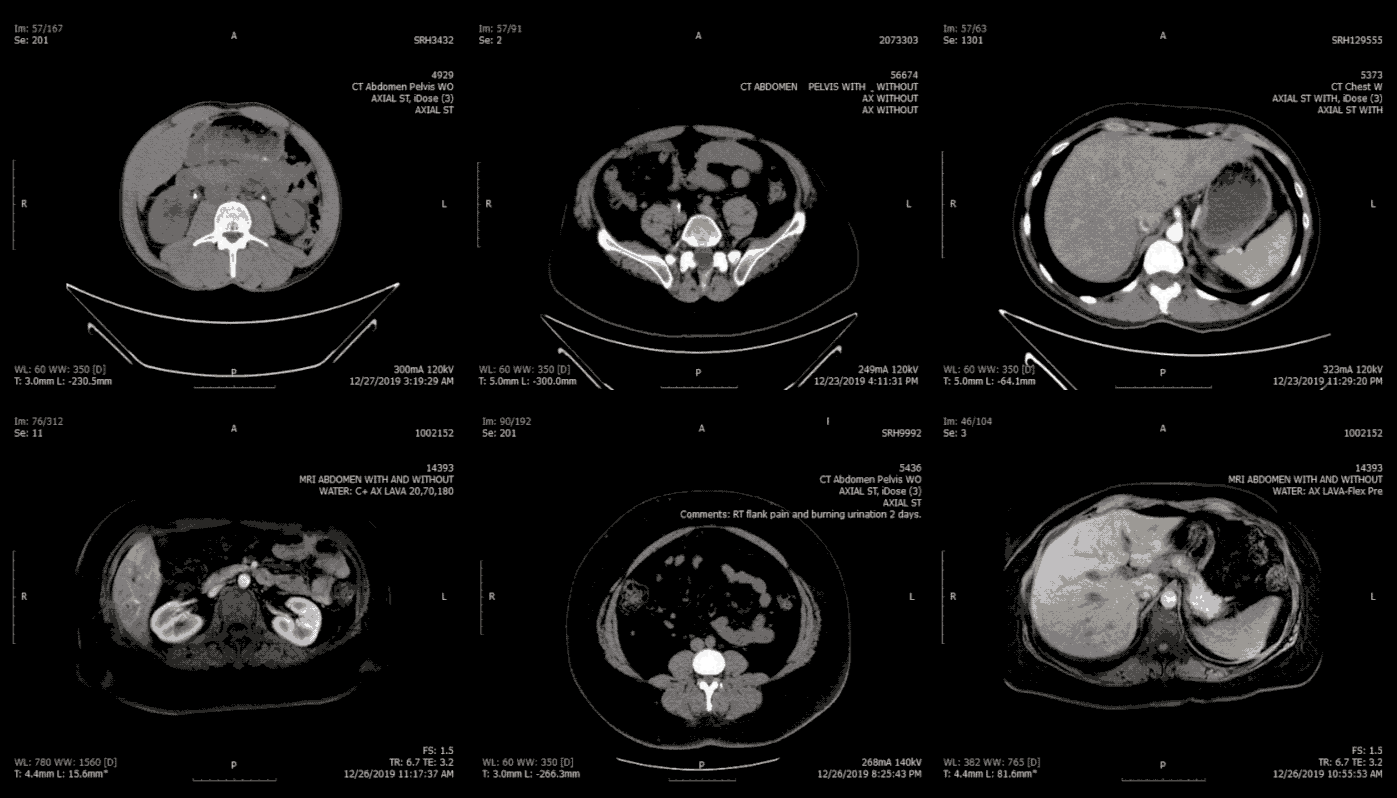 Im: 57/167
Se: 201
A
SRH3432
4929
CT Abdomen Pelvis WO
AXIAL ST, iDose (3)
AXIAL ST
R
L
WL: 60 WW: 350 [D]
T: 3.0mm L: -230.5mm
P
300mA 120kV
12/27/2019 3:19:29 AM
Im: 57/91
Se: 2
A
2073303
56674
CT ABDOMEN PELVIS WITH _ WITHOUT
AX WITHOUT
AX WITHOUT
R
L
WL: 60 WW: 350 [D]
T: 5.0mm L: -300.0mm
P
249mA 120kV
12/23/2019 4:11:31 PM
Im: 57/63
Se: 1301
A
SRH129555
5373
CT Chest W
AXIAL ST WITH, iDose (3)
AXIAL ST WITH
R
L
WL: 60 WW: 350 [D]
T: 5.0mm L: -64.1mm
P
323mA 120kV
12/23/2019 11:29:20 PM
Im: 76/312
Se: 11
A
1002152
14393
MRI ABDOMEN WITH AND WITHOUT
WATER: C+ AX LAVA 20,70,180
R
L
WL: 780 WW: 1560 [D]
T: 4.4mm L: 15.6mm*
P
FS: 1.5
TR: 6.7 TE: 3.2
12/26/2019 11:17:37 AM
Im: 90/192
Se: 201
A
I
SRH9992
5436
CT Abdomen Pelvis WO
AXIAL ST, iDose (3)
AXIAL ST
Comments: RT flank pain and burning urination 2 days.
R
L
WL: 60 WW: 350 [D]
T: 3.0mm L: -266.3mm
P
268mA 140kV
12/26/2019 8:25:43 PM
Im: 46/104
Se: 3
A
1002152
14393
MRI ABDOMEN WITH AND WITHOUT
WATER: AX LAVA-Flex Pre
R
L
WL: 382 WW: 765 [D]
T: 4.4mm L: 81.6mm*
P
FS: 1.5
TR: 6.7 TE: 3.2
12/26/2019 10:55:53 AM